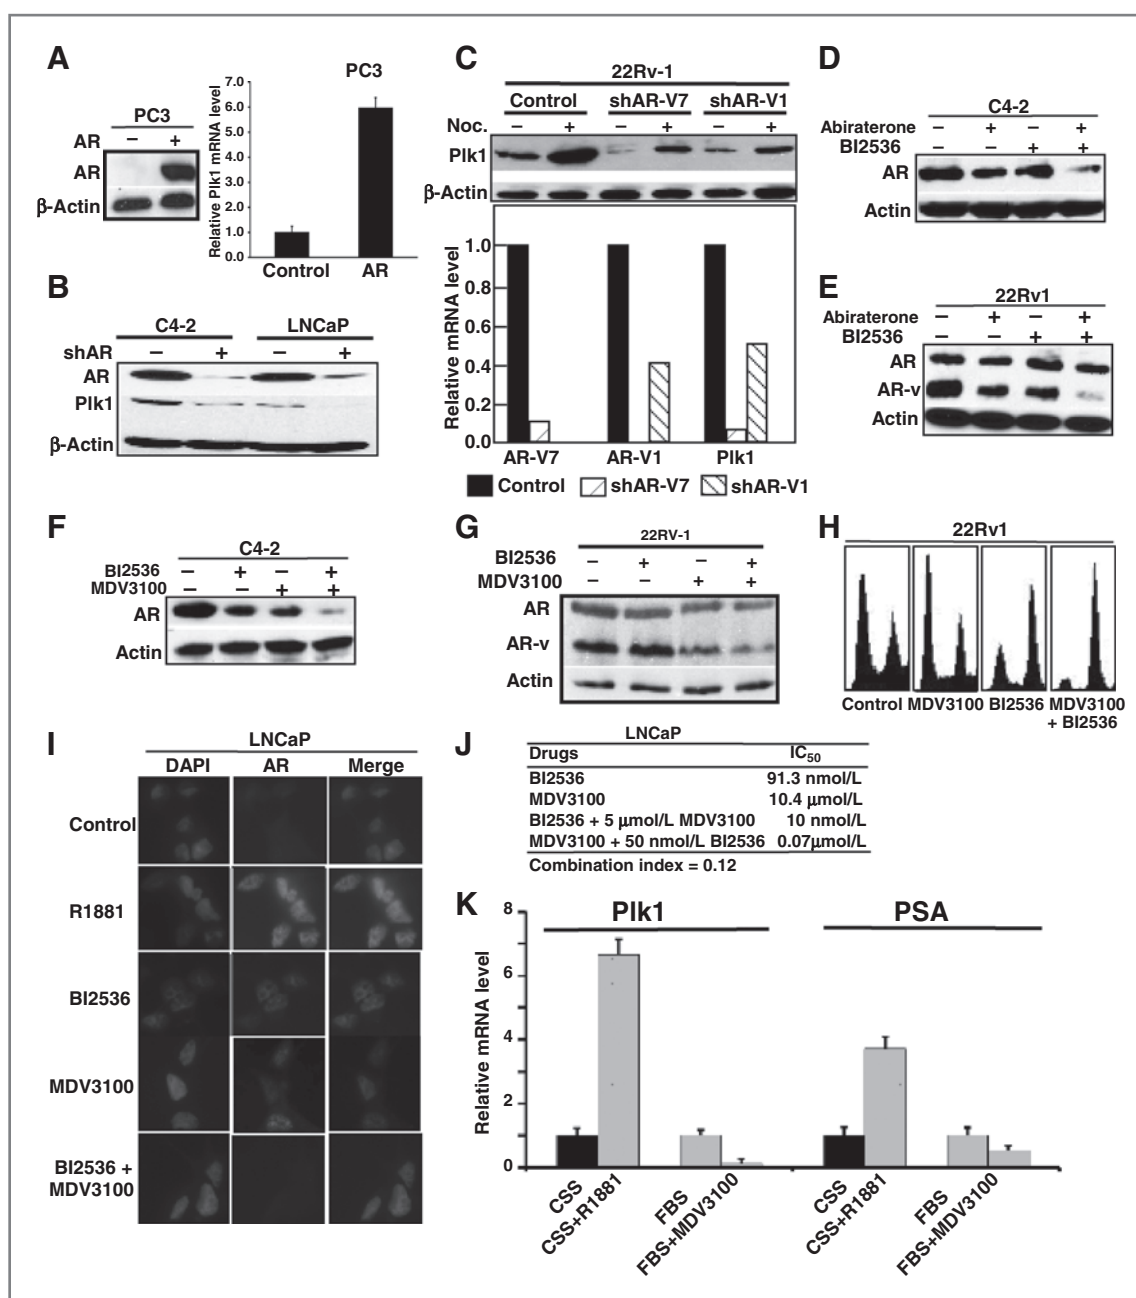 A
PC3
AR – +
AR
β-Actin
PC3
Relative Plk1 mRNA level
7.0
6.0
5.0
4.0
3.0
2.0
1.0
0.0
Control AR
B
C4-2 LNCaP
shAR – + – +
AR
Plk1
β-Actin
C
22Rv-1
Control shAR-V7 shAR-V1
Noc. – + – + – +
Plk1
β-Actin
Relative mRNA level
1.0
0.8
0.6
0.4
0.2
0.0
AR-V7 AR-V1 Plk1
Control shAR-V7 shAR-V1
D
C4-2
Abiraterone – + – +
BI2536 – – + +
AR
Actin
E
22Rv1
Abiraterone – + – +
BI2536 – – + +
AR
AR-v
Actin
F
C4-2
BI2536 – + – +
MDV3100 – – + +
AR
Actin
G
22RV-1
BI2536 – + – +
MDV3100 – – + +
AR
AR-v
Actin
H
22Rv1
Control MDV3100 BI2536 MDV3100
+ BI2536
I
LNCaP
DAPI AR Merge
Control
R1881
BI2536
MDV3100
BI2536 +
MDV3100
J
LNCaP
Drugs IC50
BI2536 91.3 nmol/L
MDV3100 10.4 μmol/L
BI2536 + 5 μmol/L MDV3100 10 nmol/L
MDV3100 + 50 nmol/L BI2536 0.07μmol/L
Combination index = 0.12
K
Plk1 PSA
Relative mRNA level
8
6
4
2
0
CSS
CSS+R1881
FBS
FBS+MDV3100
CSS
CSS+R1881
FBS
FBS+MDV3100